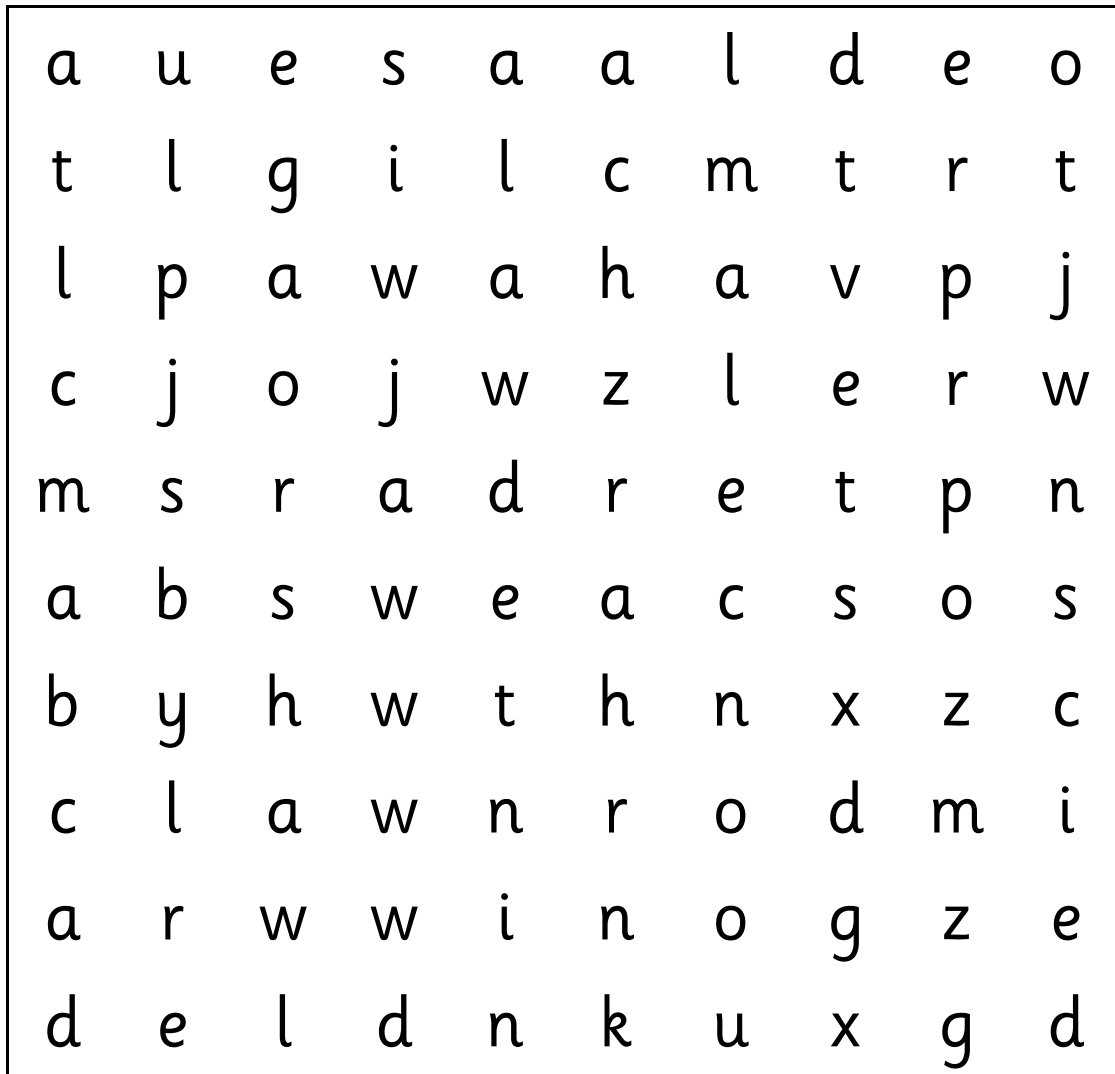 a u e s a a l d e o
t l g i l c m t r t
l p a w a h a v p j
c j o j w z l e r w
m s r a d r e t p n
a b s w e a c s o s
b y h w t h n x z c
c l a w n r o d m i
a r w w i n o g z e
d e l d n k u x g d